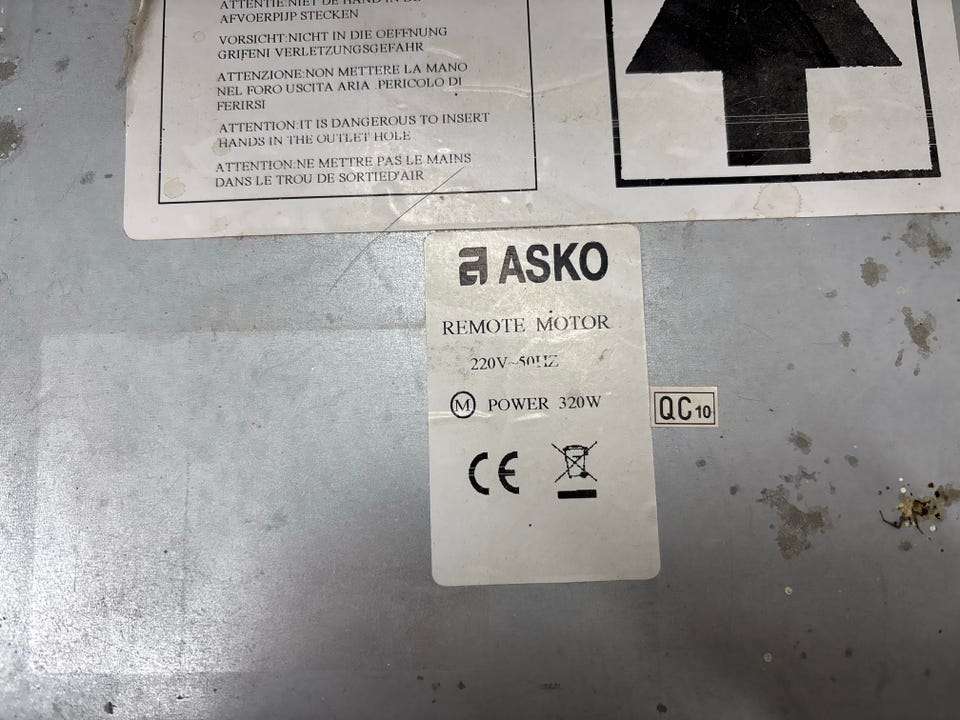 ATTENTIE:NIET DE HAND IN DE
AFVOERPIJP STECKEN
VORSICHT:NICHT IN DIE OEFFNUNG
GRIFENI VERLETZUNGSGEFAHR
ATTENZIONE:NON METTERE LA MANO
NEL FORO USCITA ARIA .PERICOLO DI
FERIRSI
ATTENTION:IT IS DANGEROUS TO INSERT
HANDS IN THE OUTLET HOLE
ATTENTION:NE METTRE PAS LE MAINS
DANS LE TROU DE SORTIED'AIR
a ASKO
REMOTE MOTOR
220V~50HZ
M POWER 320W
QC 10
CE